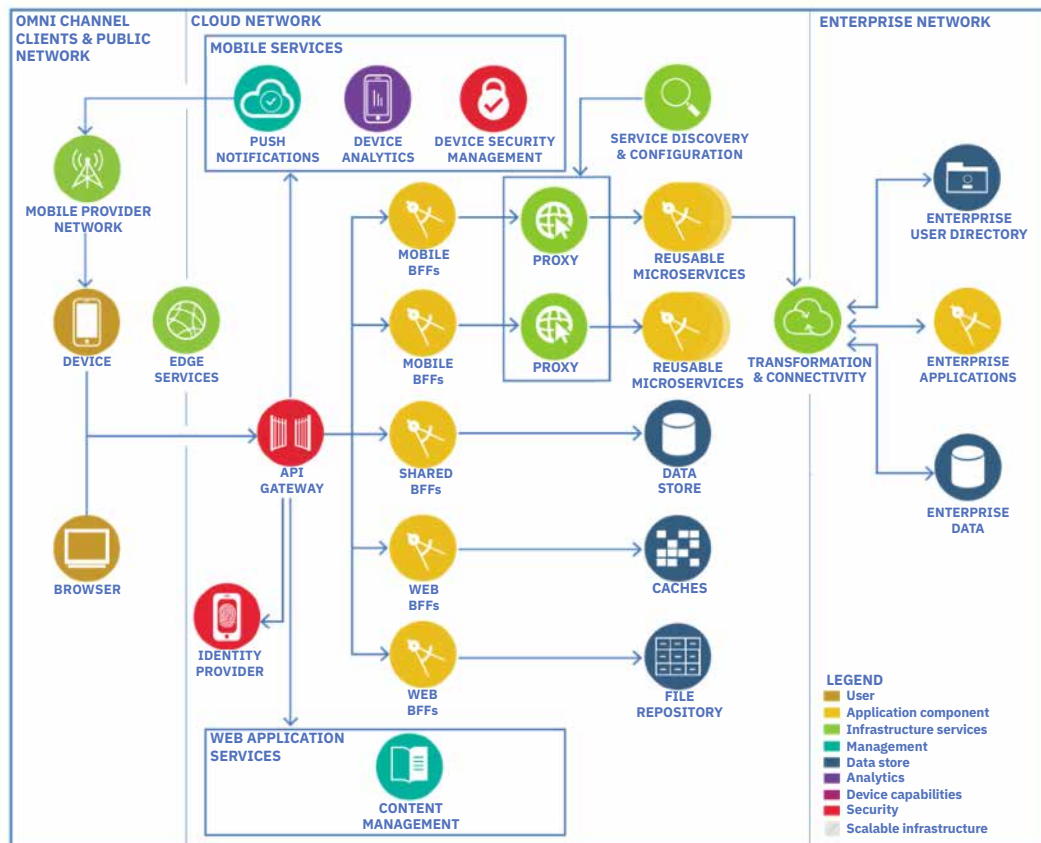 OMNI CHANNEL
CLIENTS & PUBLIC
NETWORK
CLOUD NETWORK
ENTERPRISE NETWORK
MOBILE SERVICES
PUSH
NOTIFICATIONS
DEVICE
ANALYTICS
DEVICE SECURITY
MANAGEMENT
SERVICE DISCOVERY
& CONFIGURATION
MOBILE PROVIDER
NETWORK
MOBILE
BFFs
PROXY
REUSABLE
MICROSERVICES
ENTERPRISE
USER DIRECTORY
DEVICE
EDGE
SERVICES
MOBILE
BFFs
PROXY
REUSABLE
MICROSERVICES
TRANSFORMATION
& CONNECTIVITY
ENTERPRISE
APPLICATIONS
API
GATEWAY
SHARED
BFFs
DATA
STORE
ENTERPRISE
DATA
BROWSER
WEB
BFFs
CACHES
IDENTITY
PROVIDER
WEB
BFFs
FILE
REPOSITORY
WEB APPLICATION
SERVICES
CONTENT
MANAGEMENT
LEGEND
User
Application component
Infrastructure services
Management
Data store
Analytics
Device capabilities
Security
Scalable infrastructure